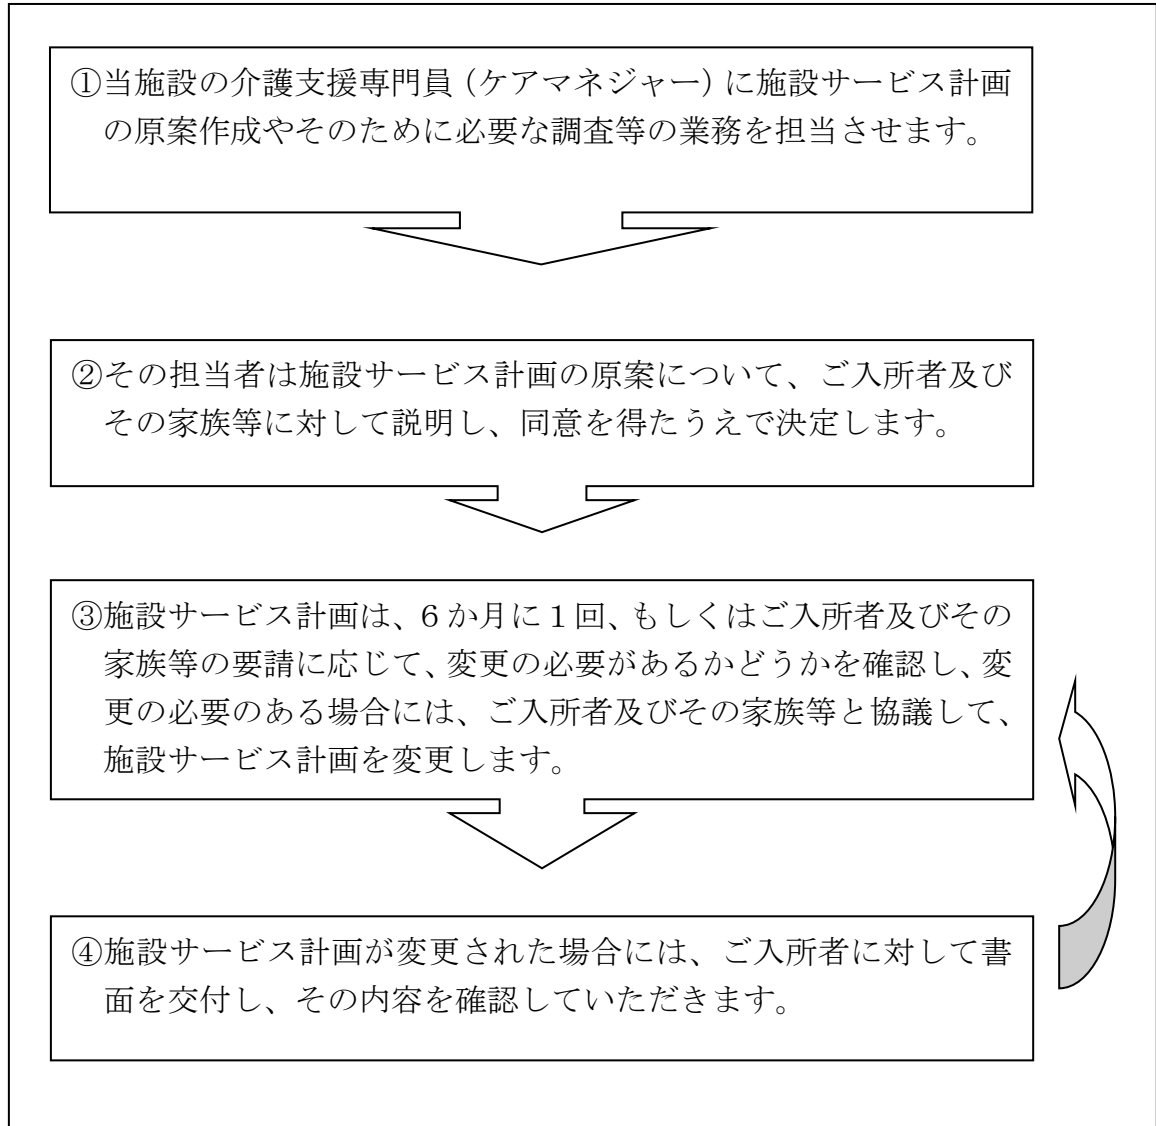 ①当施設の介護支援専門員（ケアマネジャー）に施設サービス計画
の原案作成やそのために必要な調査等の業務を担当させます。
②その担当者は施設サービス計画の原案について、ご入所者及び
その家族等に対して説明し、同意を得たうえで決定します。
③施設サービス計画は、６か月に１回、もしくはご入所者及びその
家族等の要請に応じて、変更の必要があるかどうかを確認し、変
更の必要のある場合には、ご入所者及びその家族等と協議して、
施設サービス計画を変更します。
④施設サービス計画が変更された場合には、ご入所者に対して書
面を交付し、その内容を確認していただきます。